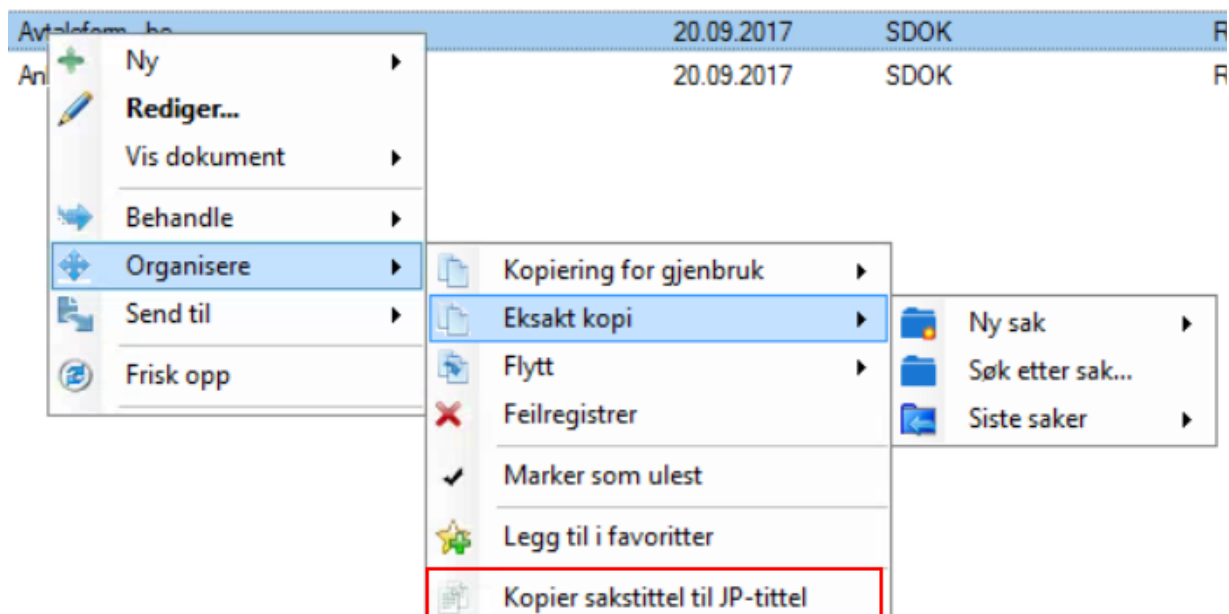 20.09.2017 SDOK
20.09.2017 SDOK
Ny
Rediger...
Vis dokument
Behandle
Organisere
Send til
Frisk opp
Kopiering for gjenbruk
Eksakt kopi
Flytt
Feilregistrer
Marker som ulest
Legg til i favoritter
Kopier sakstittel til JP-tittel
Ny sak
Søk etter sak...
Siste saker